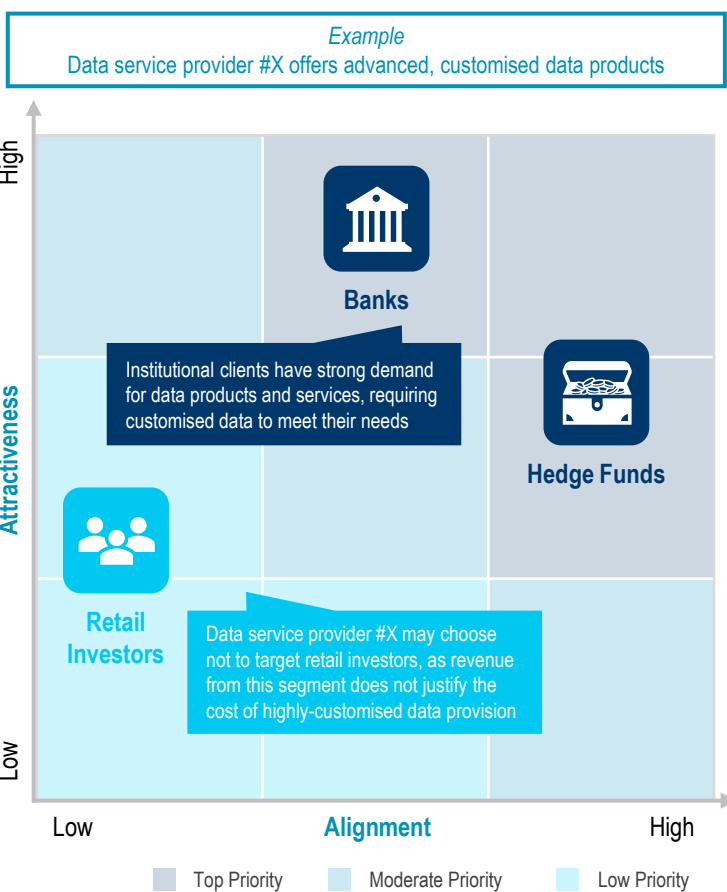 Example
Data service provider #X offers advanced, customised data products
High
Banks
Institutional clients have strong demand
for data products and services, requiring
customised data to meet their needs
Hedge Funds
Attractiveness
Retail
Investors
Data service provider #X may choose
not to target retail investors, as revenue
from this segment does not justify the
cost of highly-customised data provision
Low
Low
Alignment
High
Top Priority
Moderate Priority
Low Priority